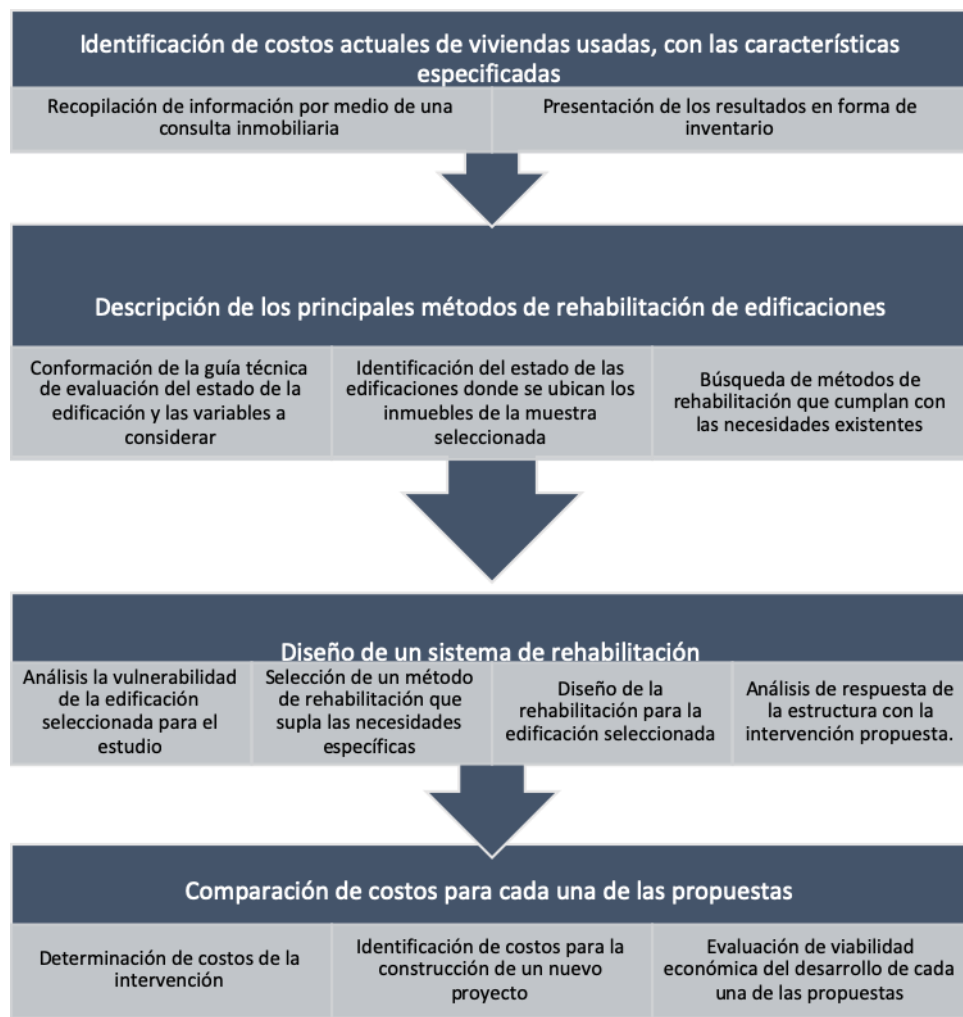 Identificación de costos actuales de viviendas usadas, con las características
especificadas
Recopilación de información por medio de una
consulta inmobiliaria
Presentación de los resultados en forma de
inventario
Descripción de los principales métodos de rehabilitación de edificaciones
Conformación de la guía técnica
de evaluación del estado de la
edificación y las variables a
considerar
Identificación del estado de las
edificaciones donde se ubican los
inmuebles de la muestra
seleccionada
Búsqueda de métodos de
rehabilitación que cumplan con
las necesidades existentes
Diseño de un sistema de rehabilitación
Análisis la vulnerabilidad
de la edificación
seleccionada para el
estudio
Selección de un método
de rehabilitación que
supla las necesidades
específicas
Diseño de la
rehabilitación para la
edificación seleccionada
Análisis de respuesta de
la estructura con la
intervención propuesta.
Comparación de costos para cada una de las propuestas
Determinación de costos de la
intervención
Identificación de costos para la
construcción de un nuevo
proyecto
Evaluación de viabilidad
económica del desarrollo de cada
una de las propuestas